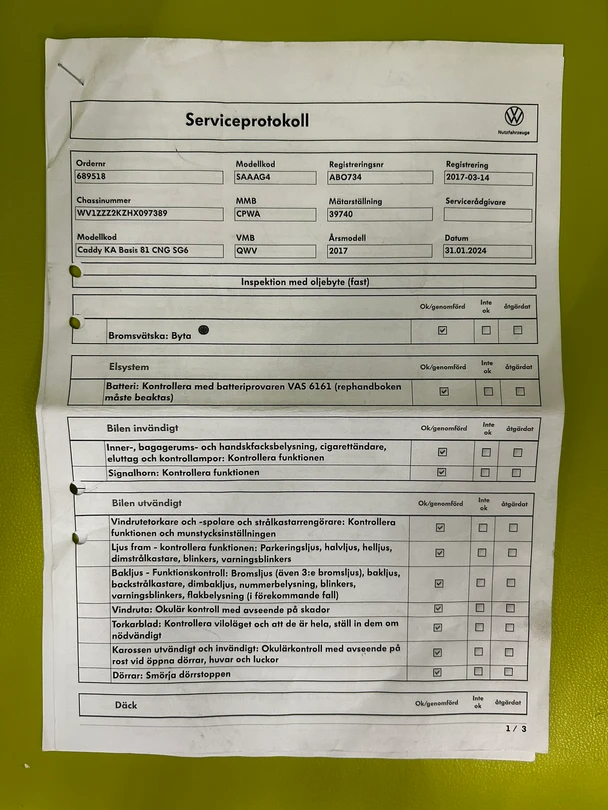 Serviceprotokoll
Nutzfahrzeuge
Ordernr Modellkod Registreringsnr Registrering
689518 SAAAG4 ABO734 2017-03-14
Chassinummer MMB Mätarställning Servicerådgivare
WV1ZZZ2KZHX097389 CPWA 39740
Modellkod VMB Årsmodell Datum
Caddy KA Basis 81 CNG SG6 QWV 2017 31.01.2024
Inspektion med oljebyte (fast)
Ok/genomförd Inte ok åtgärdat
Bromsvätska: Byta
Elsystem Ok/genomförd Inte ok åtgärdat
Batteri: Kontrollera med batteriprovaren VAS 6161 (rephandboken
måste beaktas)
Bilen invändigt Ok/genomförd Inte ok åtgärdat
Inner-, bagagerums- och handskfacksbelysning, cigarettändare,
eluttag och kontrollampor: Kontrollera funktionen
Signalhorn: Kontrollera funktionen
Bilen utvändigt Ok/genomförd Inte ok åtgärdat
Vindrutetorkare och -spolare och strålkastarrengörare: Kontrollera
funktionen och munstycksinställningen
Ljus fram - kontrollera funktionen: Parkeringsljus, halvljus, helljus,
dimstrålkastare, blinkers, varningsblinkers
Bakljus - Funktionskontroll: Bromsljus (även 3:e bromsljus), bakljus,
backstrålkastare, dimbakljus, nummerbelysning, blinkers,
varningsblinkers, flakbelysning (i förekommande fall)
Vindruta: Okulär kontroll med avseende på skador
Torkarblad: Kontrollera viloläget och att de är hela, ställ in dem om
nödvändigt
Karossen utvändigt och invändigt: Okulärkontroll med avseende på
rost vid öppna dörrar, huvar och luckor
Dörrar: Smörja dörrstoppen
Däck Ok/genomförd Inte ok åtgärdat
1 / 3